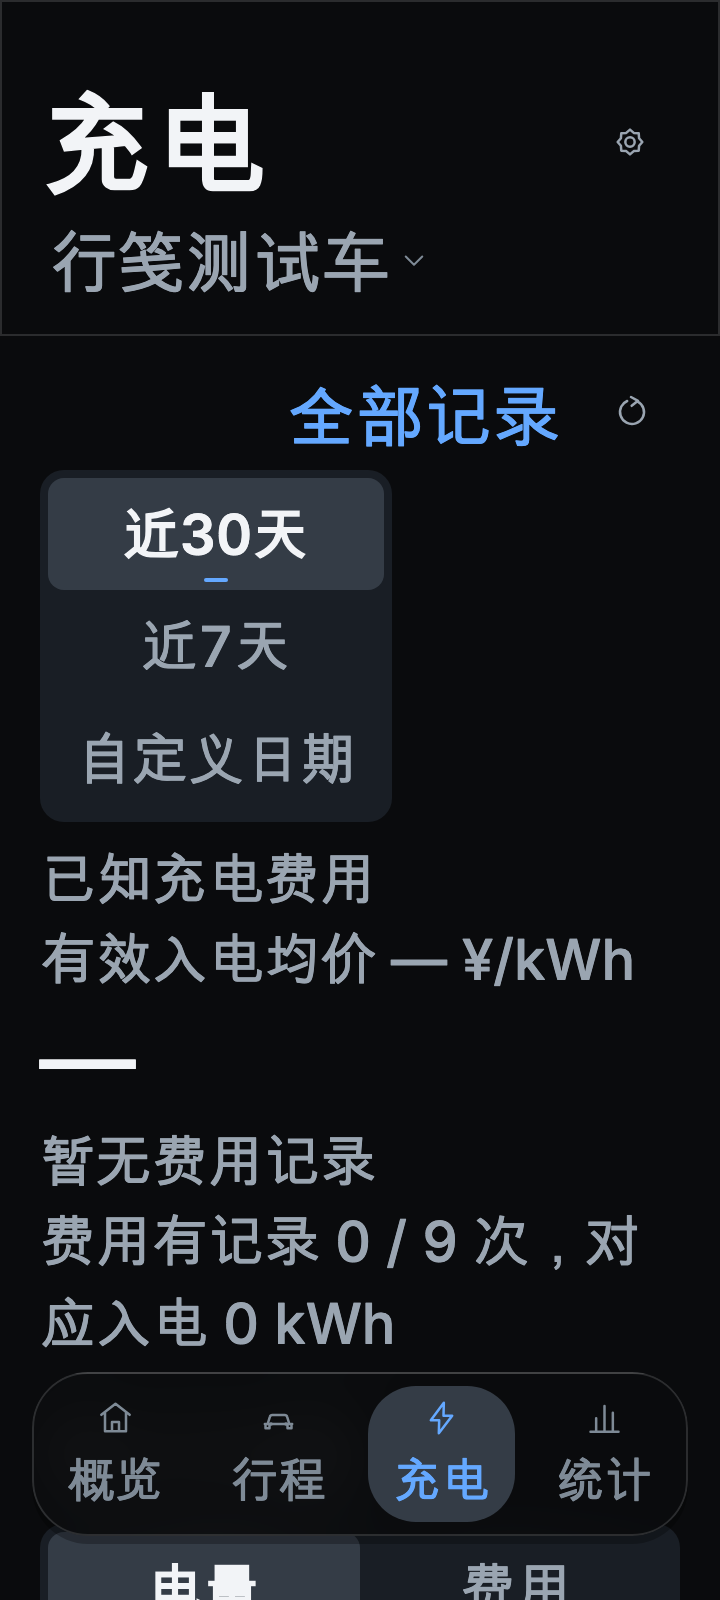 充电
行笺测试车
全部记录
近30天
近7天
自定义日期
已知充电费用
有效入电均价 — ¥/kWh
—
暂无费用记录
费用有记录 0 / 9 次，对
应入电 0 kWh
概览
行程
充电
统计
电量
费用